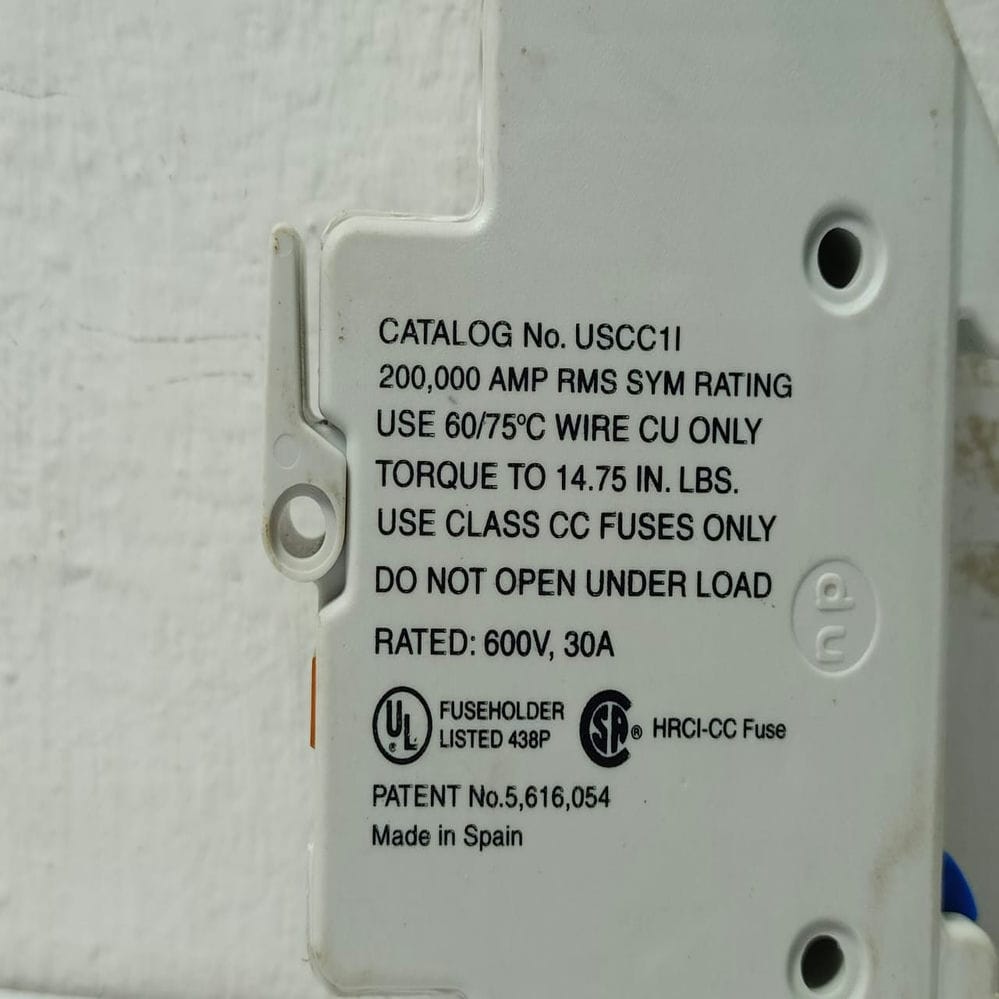 CATALOG No. USCC1I
200,000 AMP RMS SYM RATING
USE 60/75°C WIRE CU ONLY
TORQUE TO 14.75 IN. LBS.
USE CLASS CC FUSES ONLY
DO NOT OPEN UNDER LOAD
RATED: 600V, 30A
UL ® FUSEHOLDER
LISTED 438P
SA ® HRCI-CC Fuse
PATENT No.5,616,054
Made in Spain